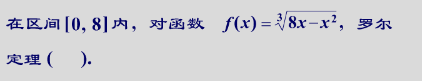 在区间[0, 8]内，对函数 f(x)=∛(8x−x²)，罗尔
定理（ ）.